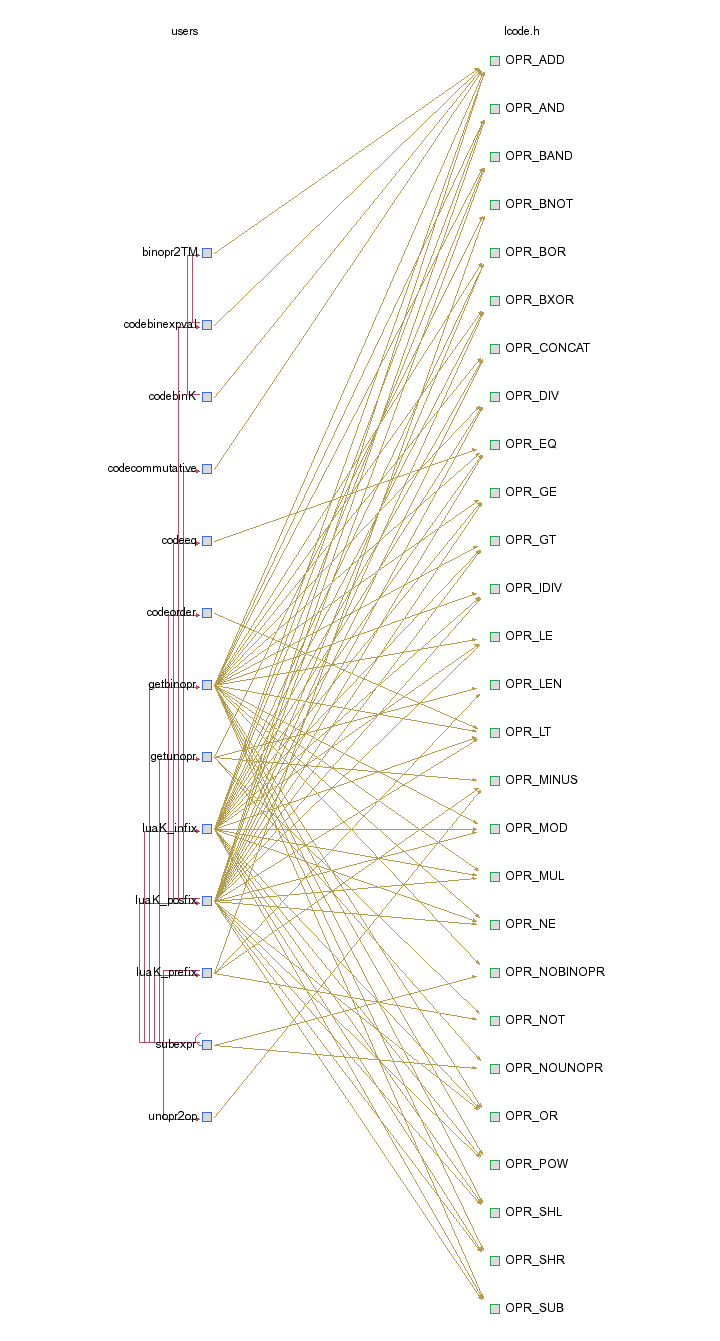 users
lcode.h
OPR_ADD
OPR_AND
OPR_BAND
OPR_BNOT
binopr2TM
OPR_BOR
OPR_BXOR
codebinexpval
OPR_CONCAT
codebinK
OPR_DIV
OPR_EQ
codecommutative
OPR_GE
codeeq
OPR_GT
OPR_IDIV
codeorder
OPR_LE
getbinopr
OPR_LEN
OPR_LT
getunopr
OPR_MINUS
luaK_infix
OPR_MOD
OPR_MUL
luaK_posfix
OPR_NE
luaK_prefix
OPR_NOBINOPR
OPR_NOT
subexpr
OPR_NOUNOPR
unopr2op
OPR_OR
OPR_POW
OPR_SHL
OPR_SHR
OPR_SUB